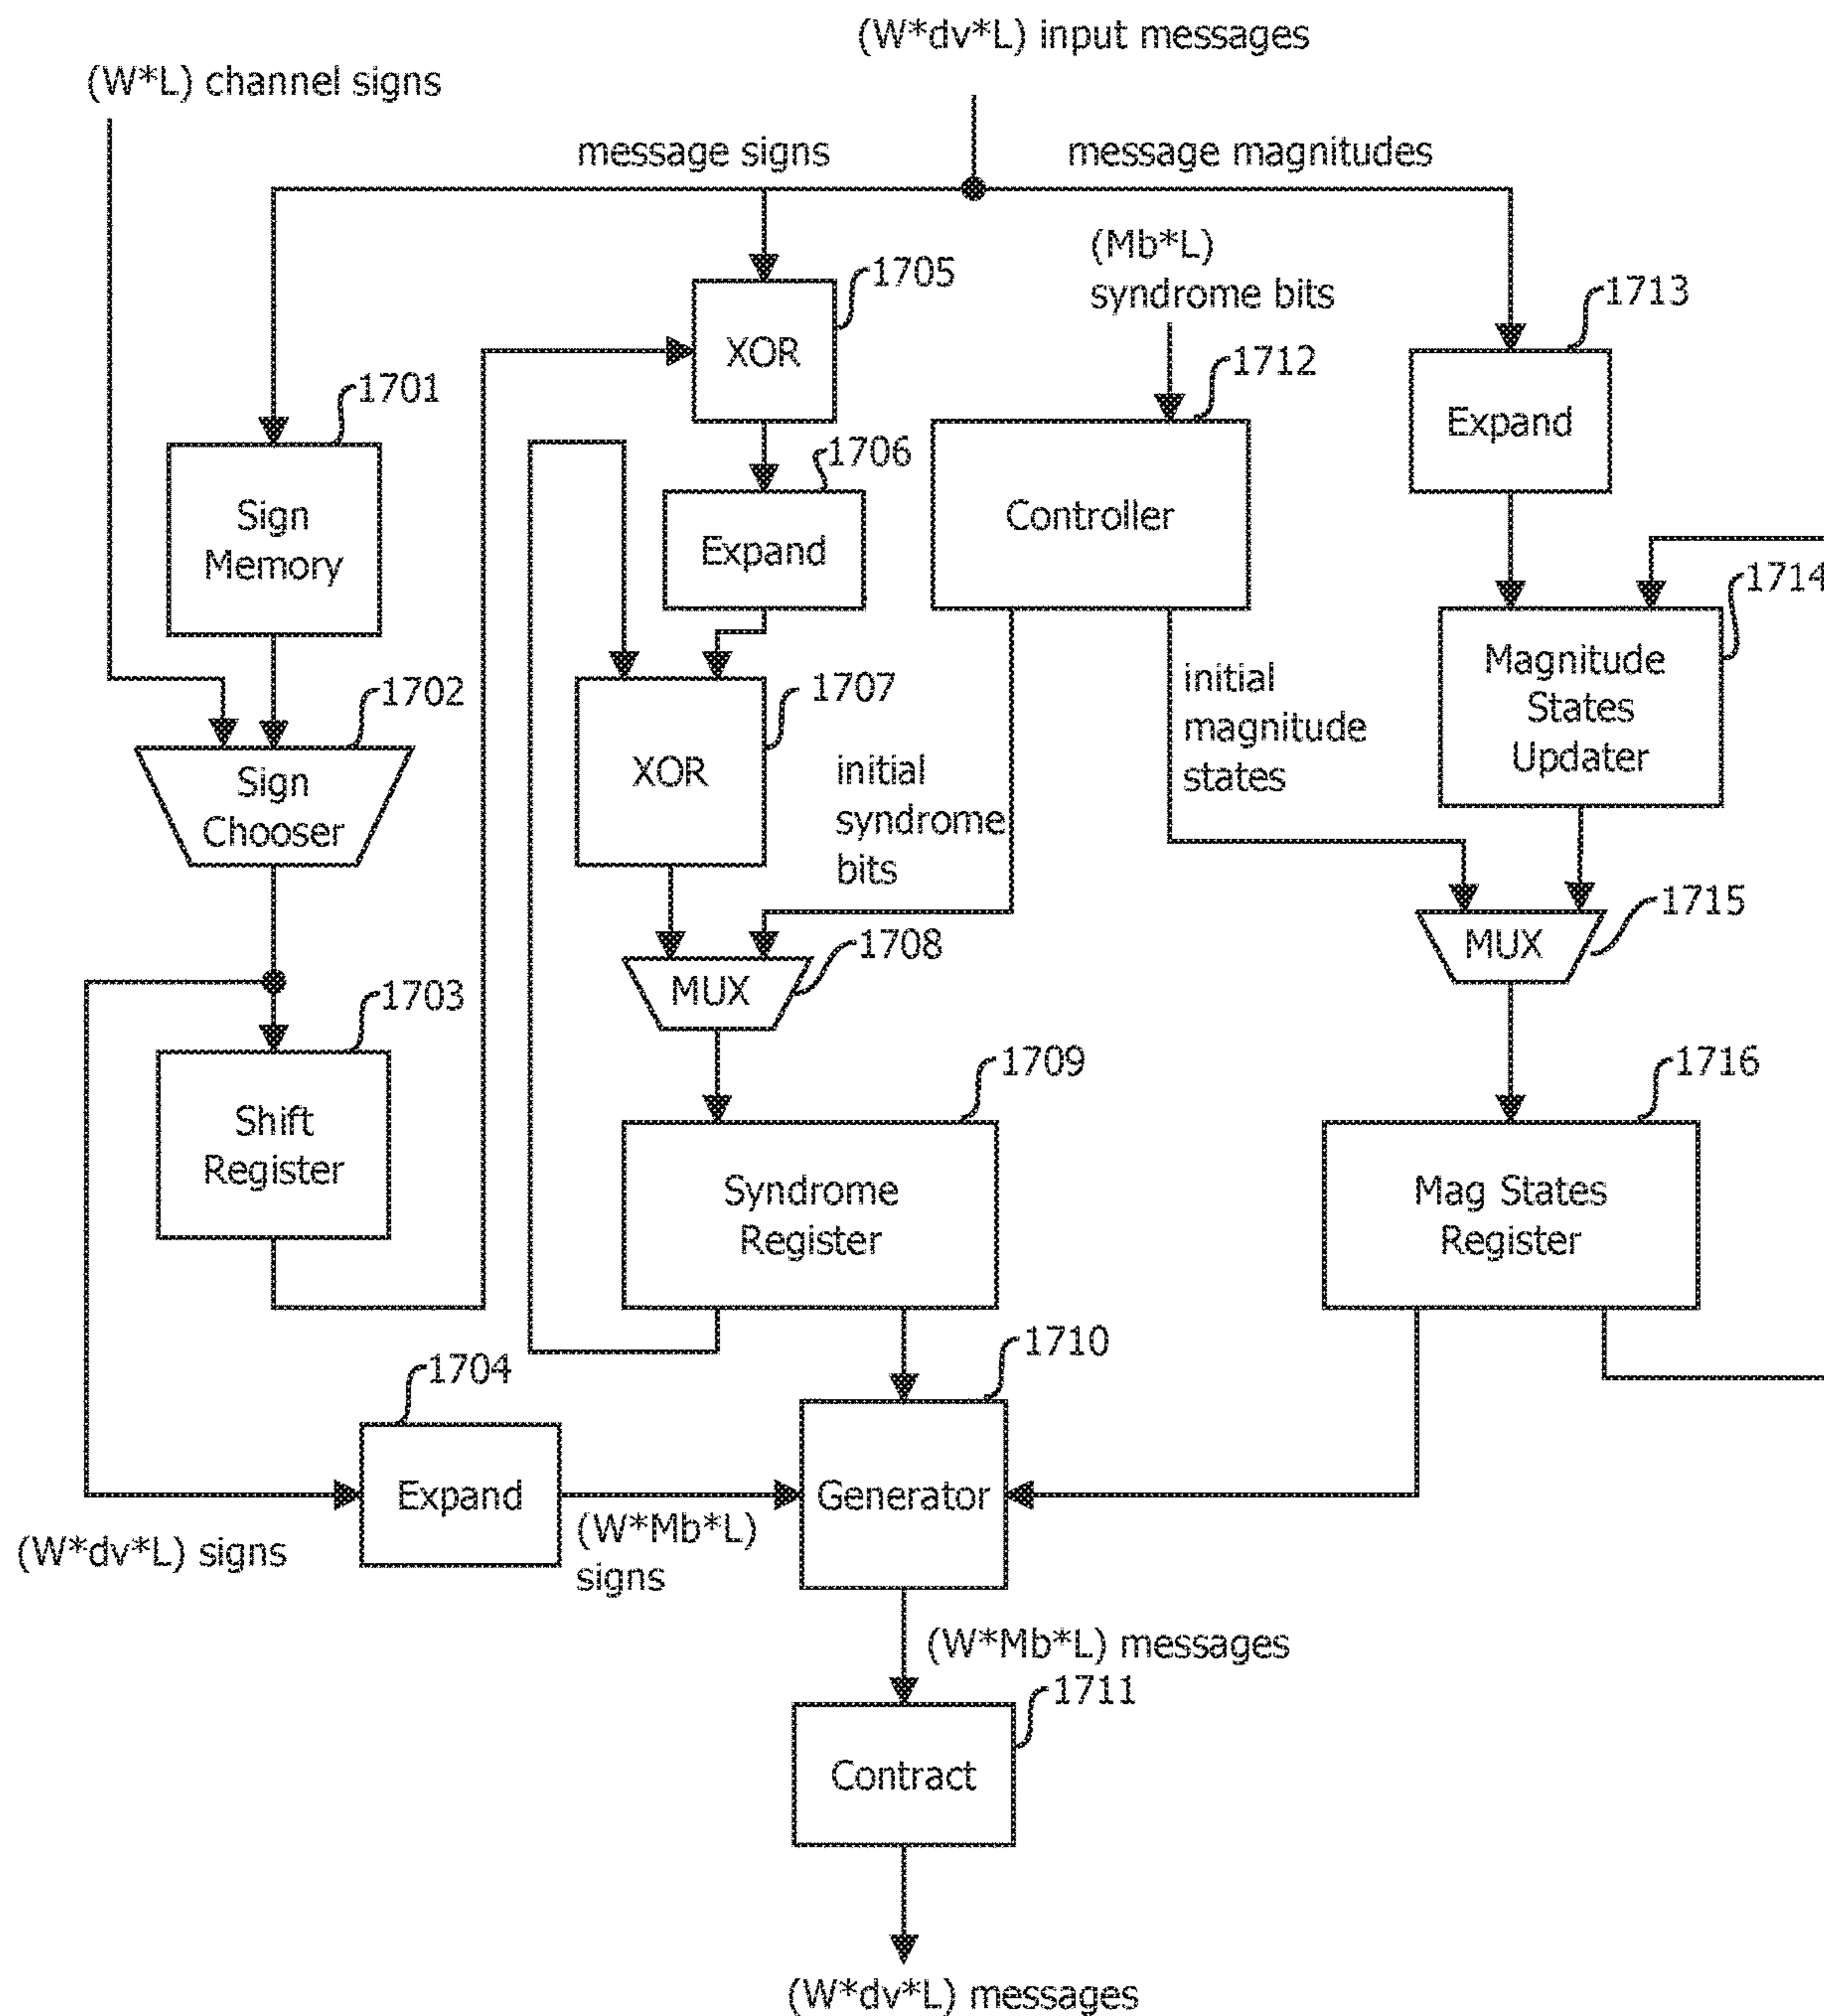 (W*dv*L) input messages
(W*L) channel signs
message signs
message magnitudes
(Mb*L)
syndrome bits
1705
XOR
1713
Expand
1712
Controller
1701
Sign
Memory
1706
Expand
1714
Magnitude
States
Updater
1702
Sign
Chooser
1707
XOR
initial
syndrome
bits
initial
magnitude
states
1708
MUX
1715
MUX
1703
Shift
Register
1709
Syndrome
Register
1716
Mag States
Register
1704
Expand
(W*dv*L) signs
(W*Mb*L)
signs
1710
Generator
(W*Mb*L) messages
1711
Contract
(W*dv*L) messages